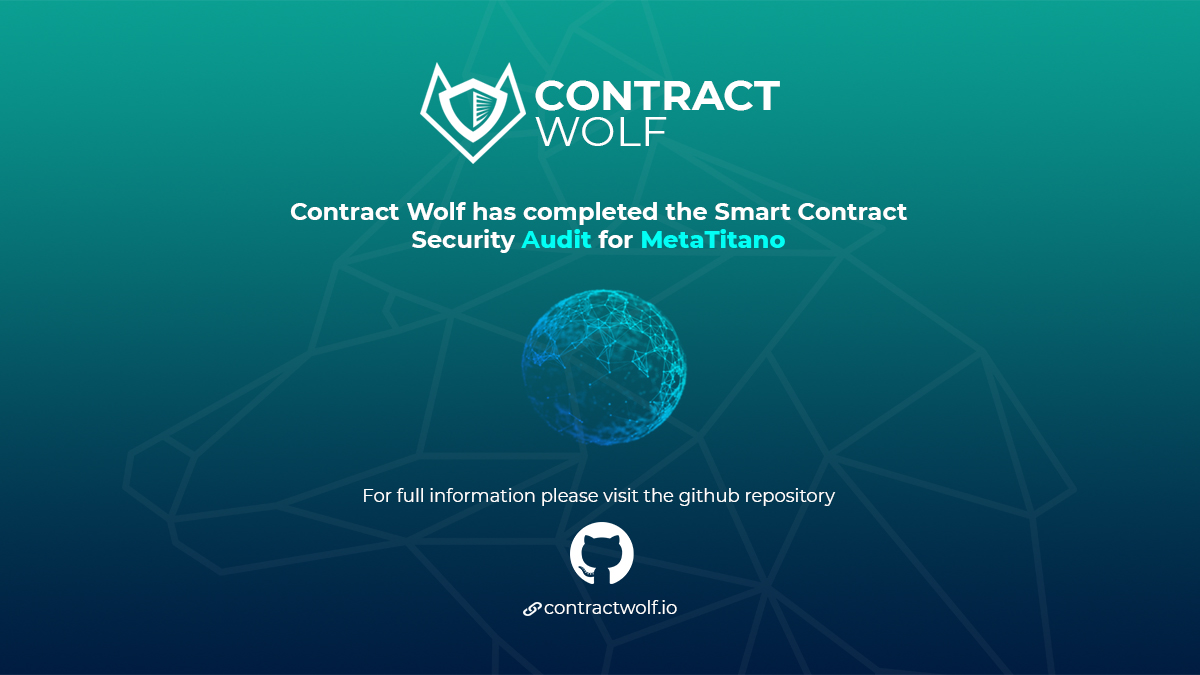 CONTRACT
WOLF
Contract Wolf has completed the Smart Contract
Security Audit for MetaTitano
For full information please visit the github repository
contractwolf.io